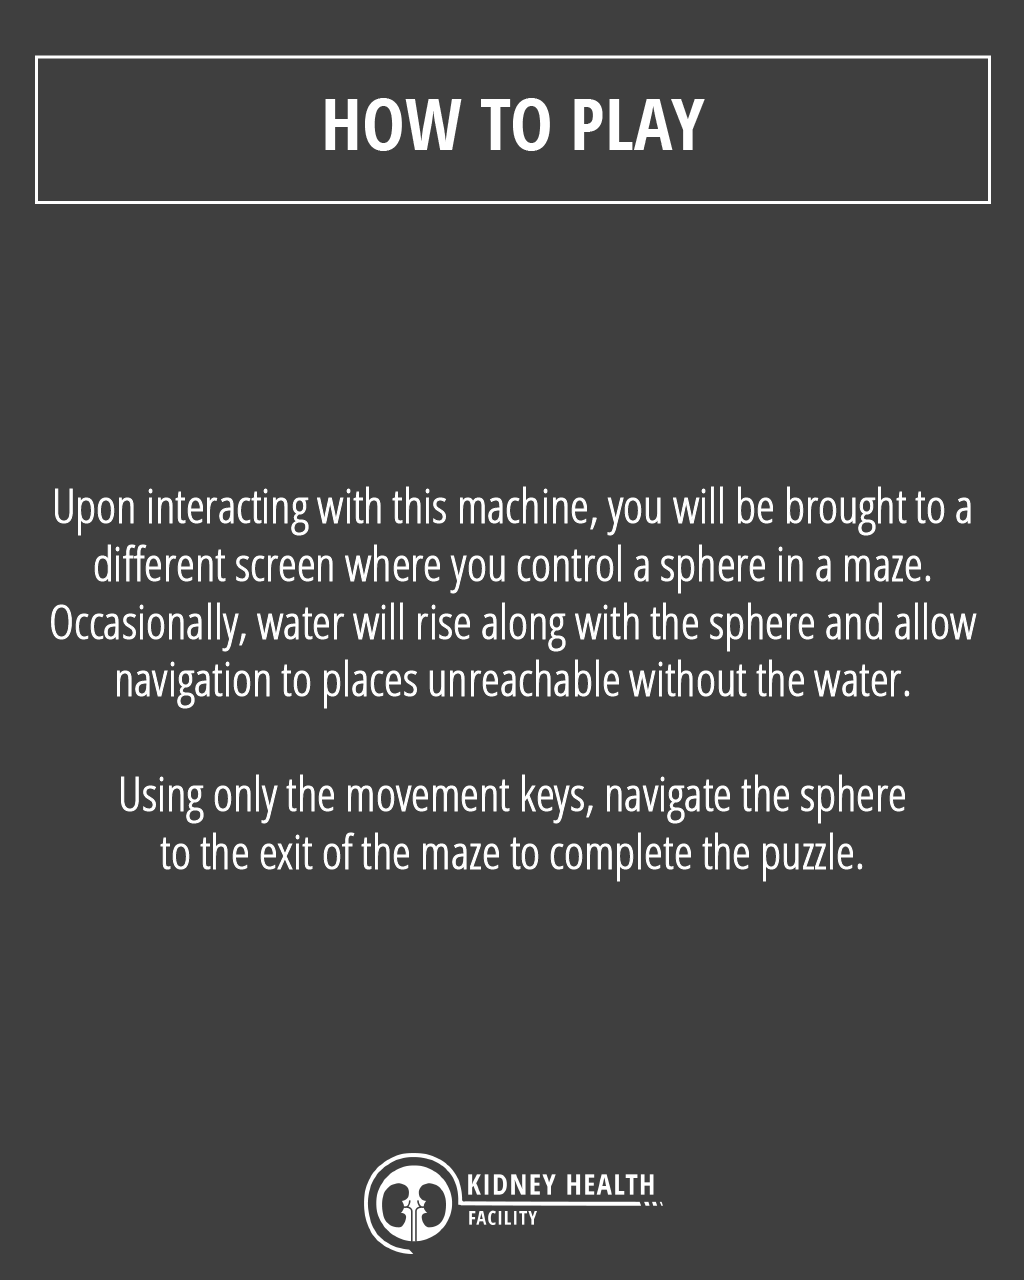 HOW TO PLAY
Upon interacting with this machine, you will be brought to a
different screen where you control a sphere in a maze.
Occasionally, water will rise along with the sphere and allow
navigation to places unreachable without the water.
Using only the movement keys, navigate the sphere
to the exit of the maze to complete the puzzle.
KIDNEY HEALTH
FACILITY